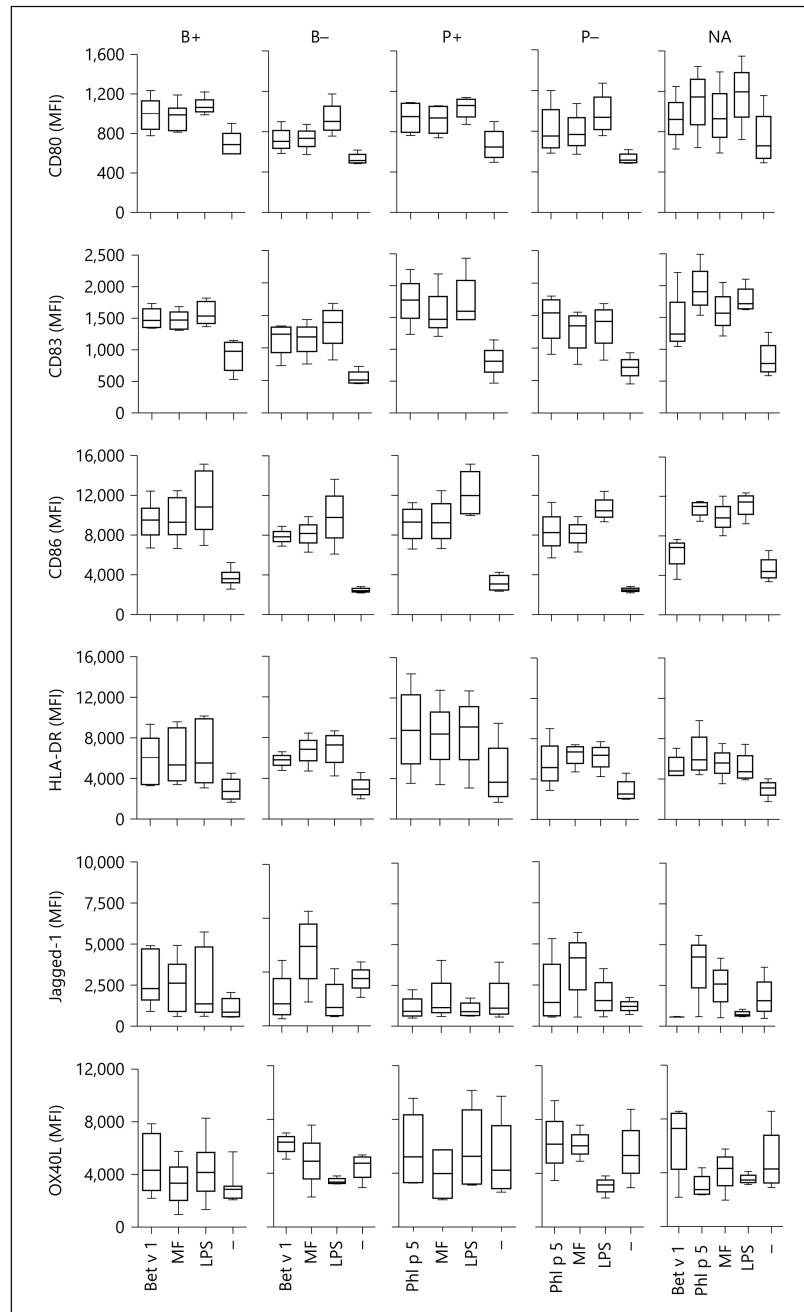 B+ B– P+ P– NA
CD80 (MFI)
1,600
1,200
800
400
0
CD83 (MFI)
2,500
2,000
1,500
1,000
500
0
CD86 (MFI)
16,000
12,000
8,000
4,000
0
HLA-DR (MFI)
16,000
12,000
8,000
4,000
0
Jagged-1 (MFI)
10,000
7,500
5,000
2,500
0
OX40L (MFI)
12,000
8,000
4,000
0
Bet v 1
MF
LPS
–
Bet v 1
MF
LPS
–
Phl p 5
MF
LPS
–
Phl p 5
MF
LPS
–
Bet v 1
Phl p 5
MF
LPS
–